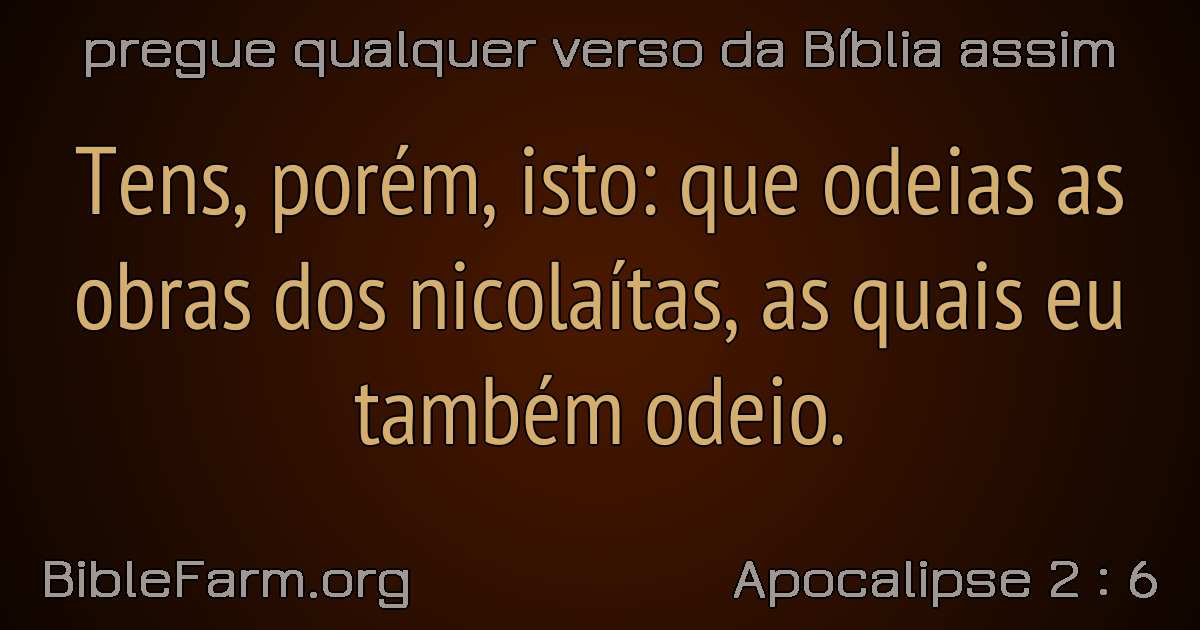 pregue qualquer verso da Bíblia assim
Tens, porém, isto: que odeias as
obras dos nicolaítas, as quais eu
também odeio.
BibleFarm.org
Apocalipse 2 : 6